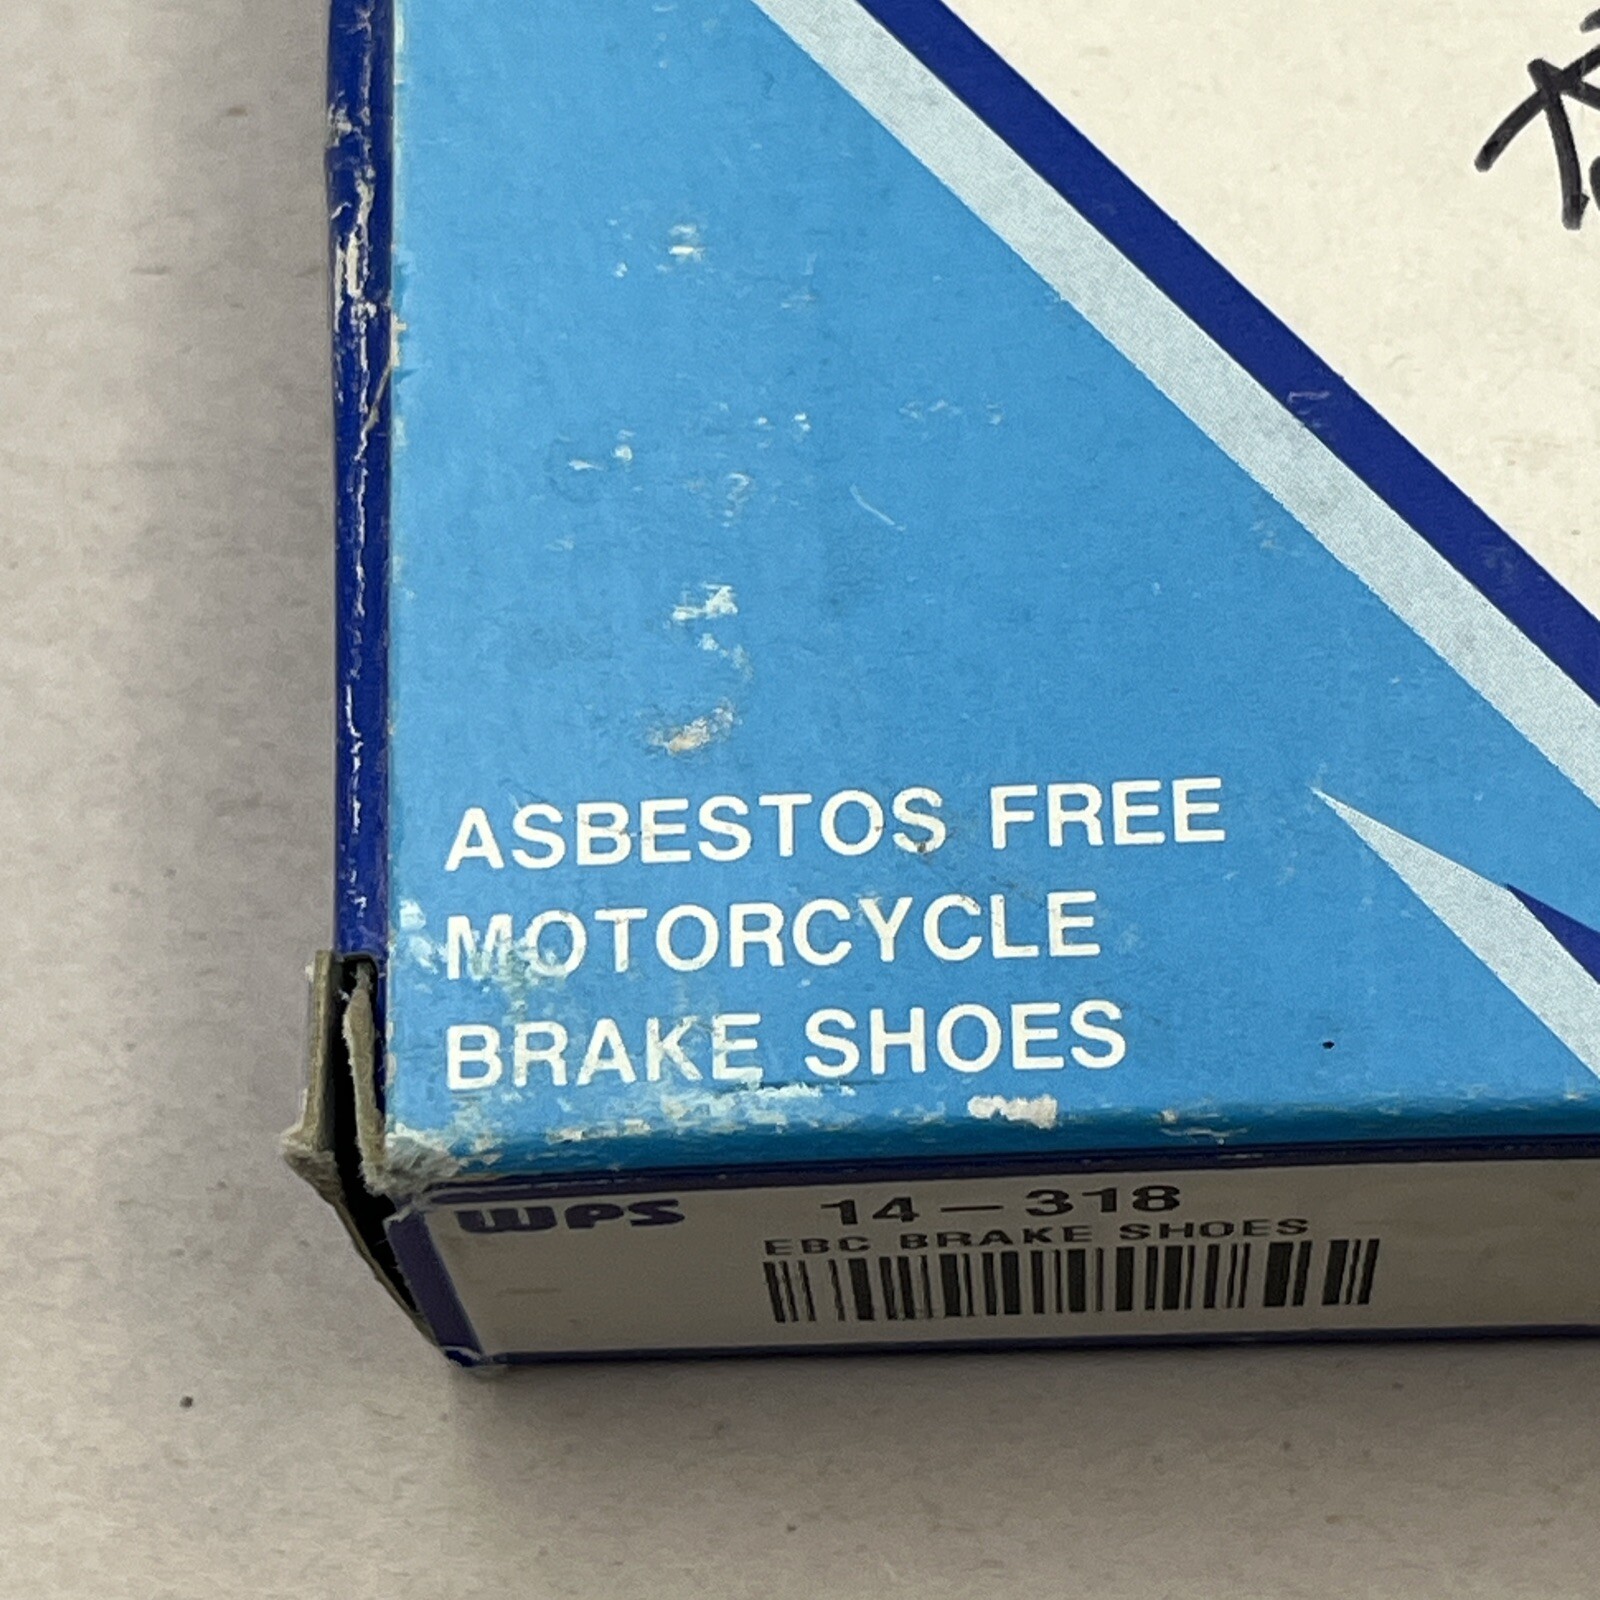 ASBESTOS FREE
MOTORCYCLE
BRAKE SHOES
WPS 14-318
EBC BRAKE SHOES